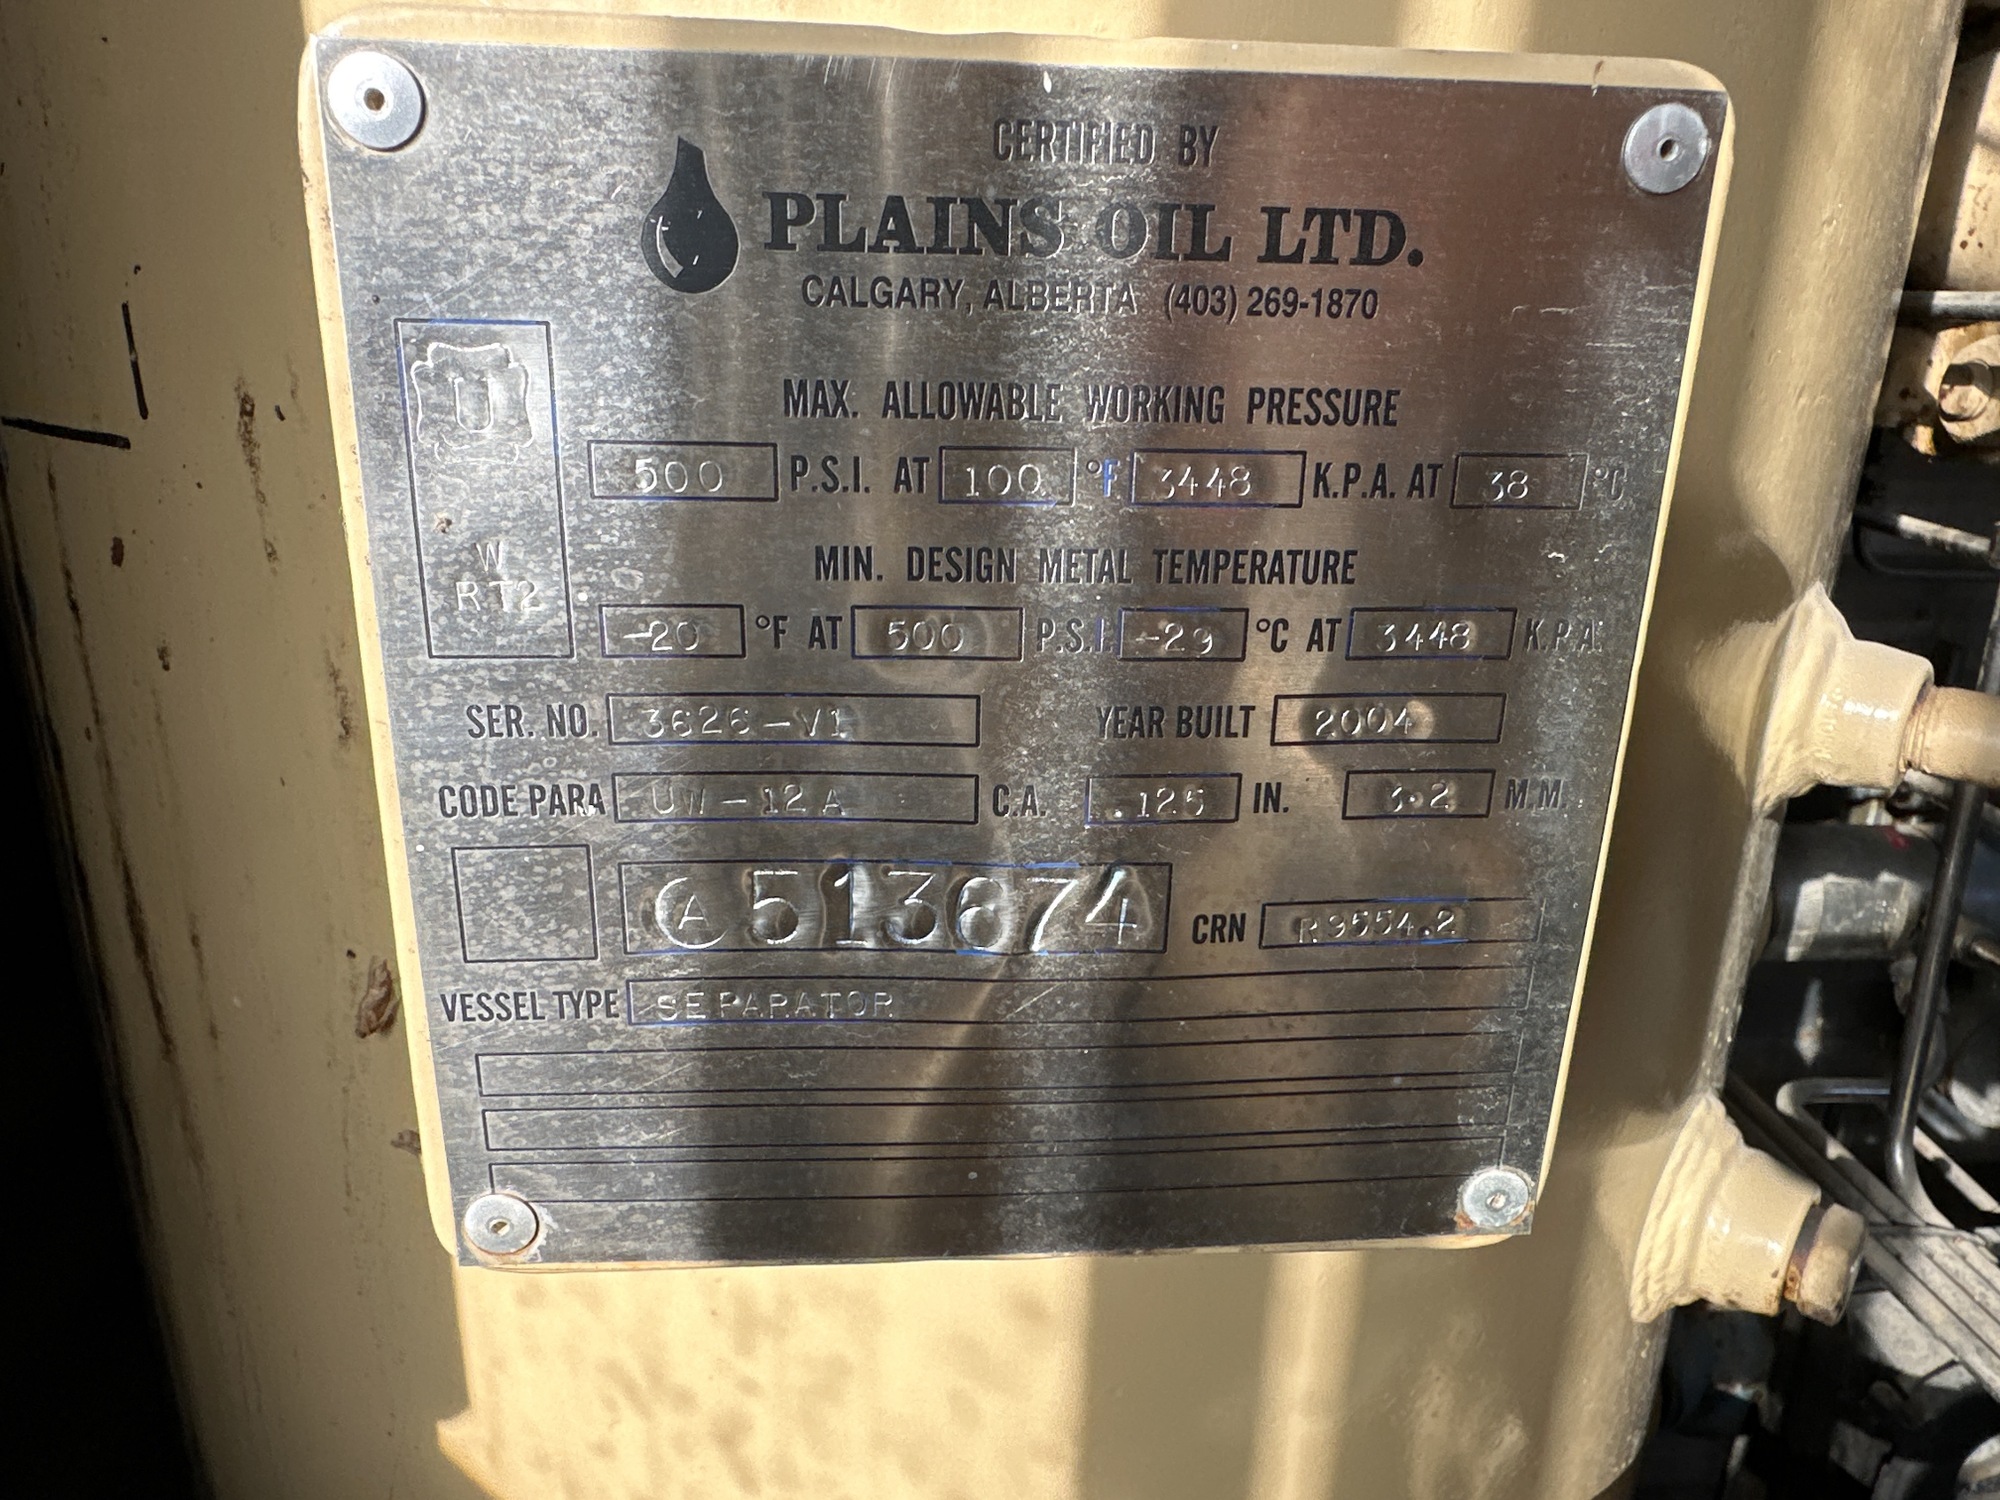 CERTIFIED BY
PLAINS OIL LTD.
CALGARY, ALBERTA (403) 269-1870
U
W
RT2
MAX. ALLOWABLE WORKING PRESSURE
500 P.S.I. AT 100 °F 3448 K.P.A. AT 38 °C
MIN. DESIGN METAL TEMPERATURE
-20 °F AT 500 P.S.I. -29 °C AT 3448 K.P.A.
SER. NO. 3626-V1 YEAR BUILT 2004
CODE PARA UW-12A C.A. .125 IN. 3.2 M.M.
A 513674 CRN R9554.2
VESSEL TYPE SEPARATOR